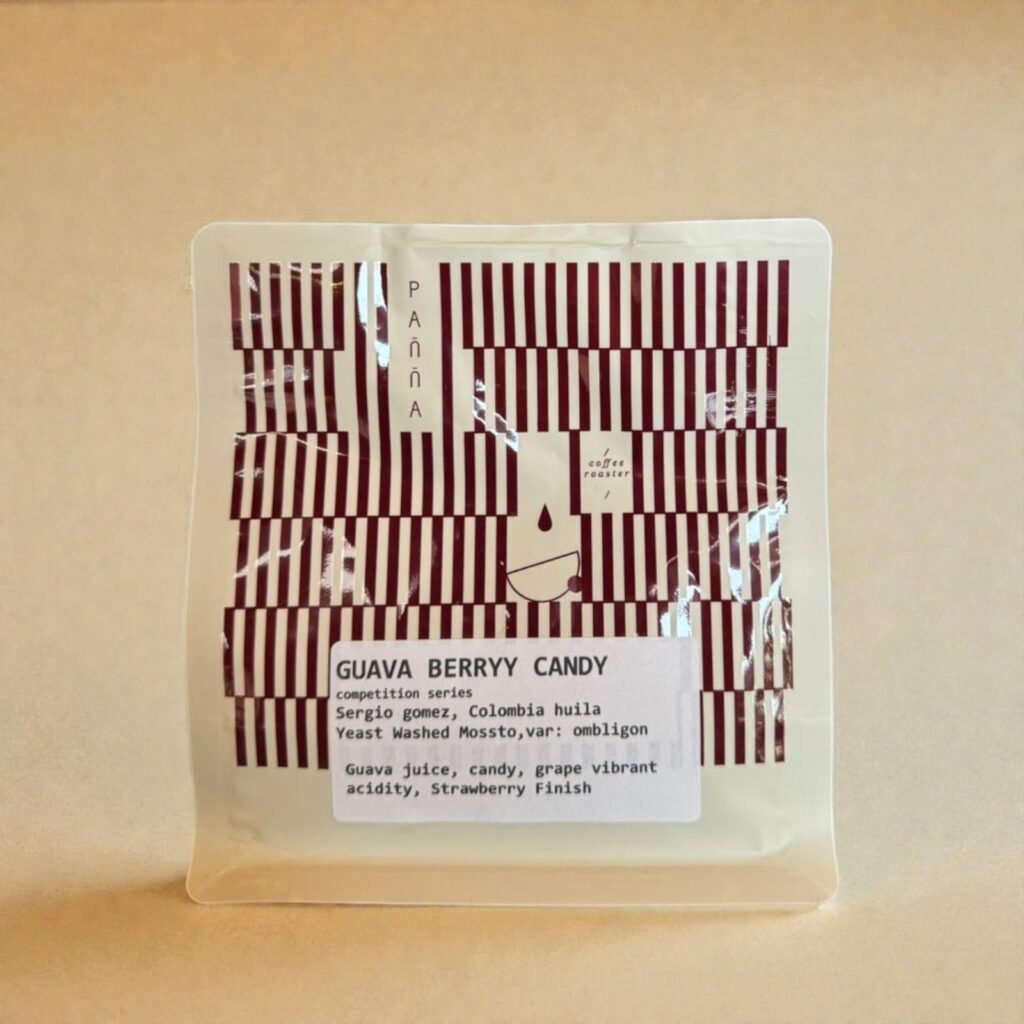 PAÑÑA
/
coffee
roaster
/
GUAVA BERRYY CANDY
competition series
Sergio gomez, Colombia huila
Yeast Washed Mossto,var: ombligon
Guava juice, candy, grape vibrant
acidity, Strawberry Finish